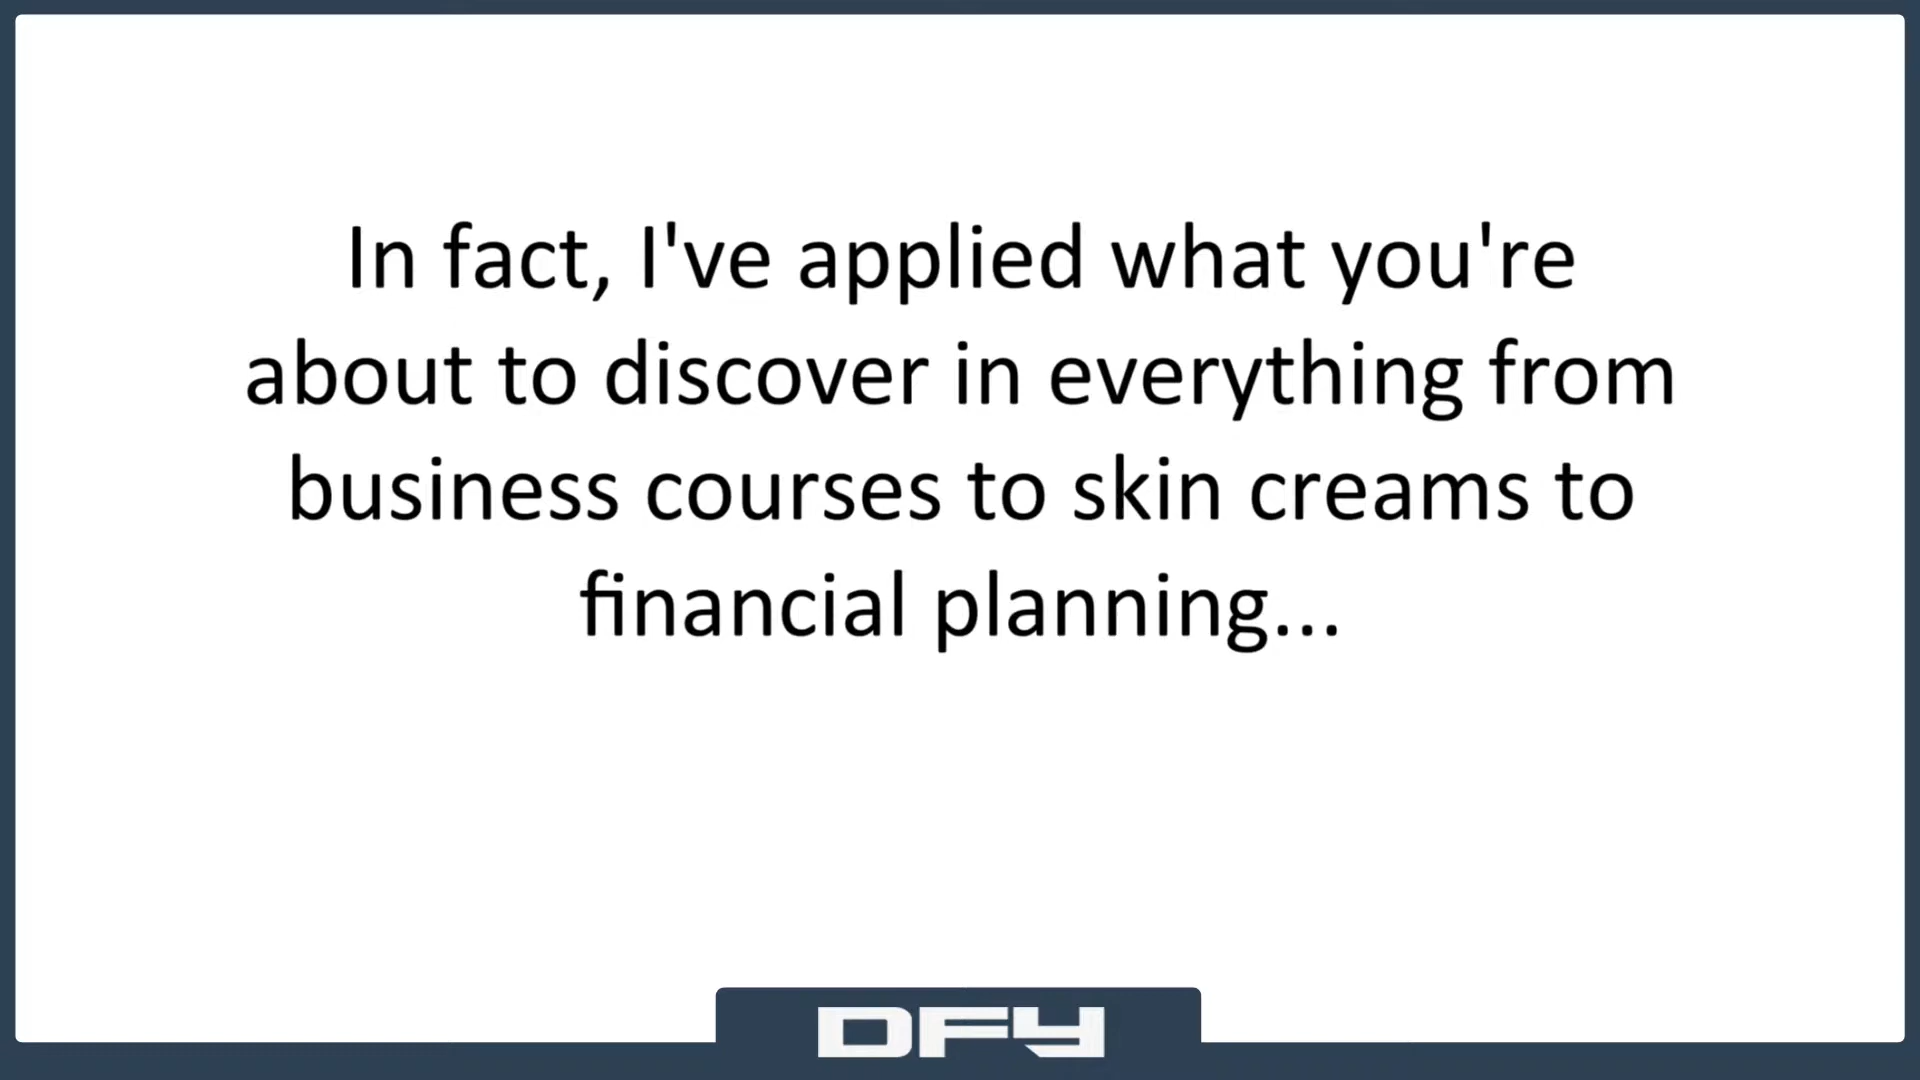 In fact, I've applied what you're
about to discover in everything from
business courses to skin creams to
financial planning...
DFY